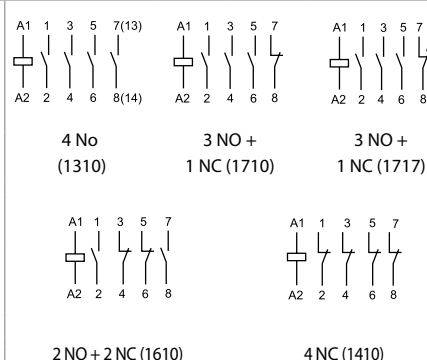 A1 1 3 5 7(13)
A2 2 4 6 8(14)
4 No
(1310)
A1 1 3 5 7
A2 2 4 6 8
3 NO +
1 NC (1710)
A1 1 3 5 7
A2 2 4 6 8
3 NO +
1 NC (1717)
A1 1 3 5 7
A2 2 4 6 8
2 NO + 2 NC (1610)
A1 1 3 5 7
A2 2 4 6 8
4 NC (1410)